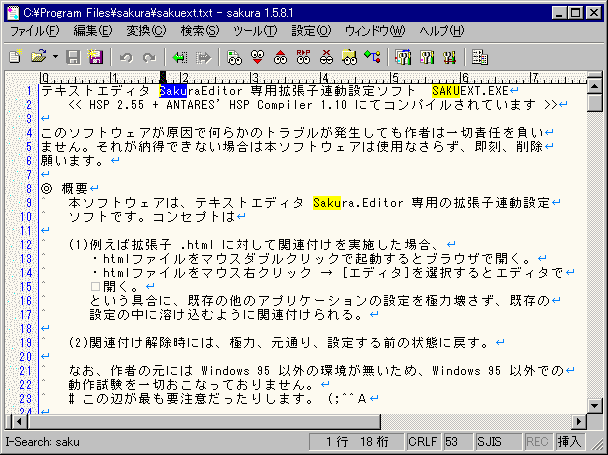 C:¥Program Files¥sakura¥sakuext.txt - sakura 1.5.8.1
ファイル(F) 編集(E) 変換(C) 検索(S) ツール(T) 設定(O) ウィンドウ(W) ヘルプ(H)
0 1 2 3 4 5 6 7
1 テキストエディタ SakuraEditor 専用拡張子連動設定ソフト SAKUEXT.EXE
2 << HSP 2.55 + ANTARES' HSP Compiler 1.10 にてコンパイルされています >>
3
4 このソフトウェアが原因で何らかのトラブルが発生しても作者は一切責任を負い
5 ません。それが納得できない場合は本ソフトウェアは使用なさらず、即刻、削除
6 願います。
7
8 ◎ 概要
9 本ソフトウェアは、テキストエディタ Sakura.Editor 専用の拡張子連動設定
10 ソフトです。コンセプトは
11
12 (1)例えば拡張子 .html に対して関連付けを実施した場合、
13 ・htmlファイルをマウスダブルクリックで起動するとブラウザで開く。
14 ・htmlファイルをマウス右クリック → [エディタ]を選択するとエディタで
15 □開く。
16 という具合に、既存の他のアプリケーションの設定を極力壊さず、既存の
17 設定の中に溶け込むように関連付けられる。
18
19 (2)関連付け解除時には、極力、元通り、設定する前の状態に戻す。
20
21 なお、作者の元には Windows 95 以外の環境が無いため、Windows 95 以外での
22 動作試験を一切おこなっておりません。
23 # この辺が最も要注意だったりします。 (;^^A
24
I-Search: saku 1 行 18 桁 CRLF 53 SJIS REC 挿入